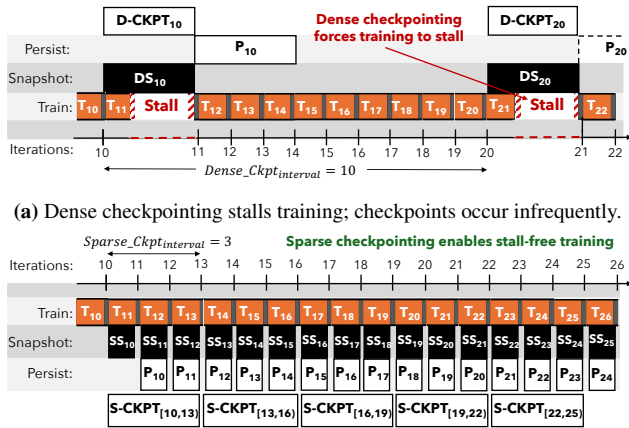 D-CKPT10 D-CKPT20
Persist: P10 Dense checkpointing forces training to stall P20
Snapshot: DS10 DS20
Train: T10 T11 Stall T12 T13 T14 T15 T16 T17 T18 T19 T20 T21 Stall T22
Iterations: 10 11 12 13 14 15 16 17 18 19 20 21 22
Dense_Ckptinterval = 10
(a) Dense checkpointing stalls training; checkpoints occur infrequently.
Sparse_Ckptinterval = 3 Sparse checkpointing enables stall-free training
Iterations: 10 11 12 13 14 15 16 17 18 19 20 21 22 23 24 25 26
Train: T10 T11 T12 T13 T14 T15 T16 T17 T18 T19 T20 T21 T22 T23 T24 T25 T26
Snapshot: SS10 SS11 SS12 SS13 SS14 SS15 SS16 SS17 SS18 SS19 SS20 SS21 SS22 SS23 SS24 SS25
Persist: P10 P11 P12 P13 P14 P15 P16 P17 P18 P19 P20 P21 P22 P23 P24
S-CKPT[10,13) S-CKPT[13,16) S-CKPT[16,19) S-CKPT[19,22) S-CKPT[22,25)